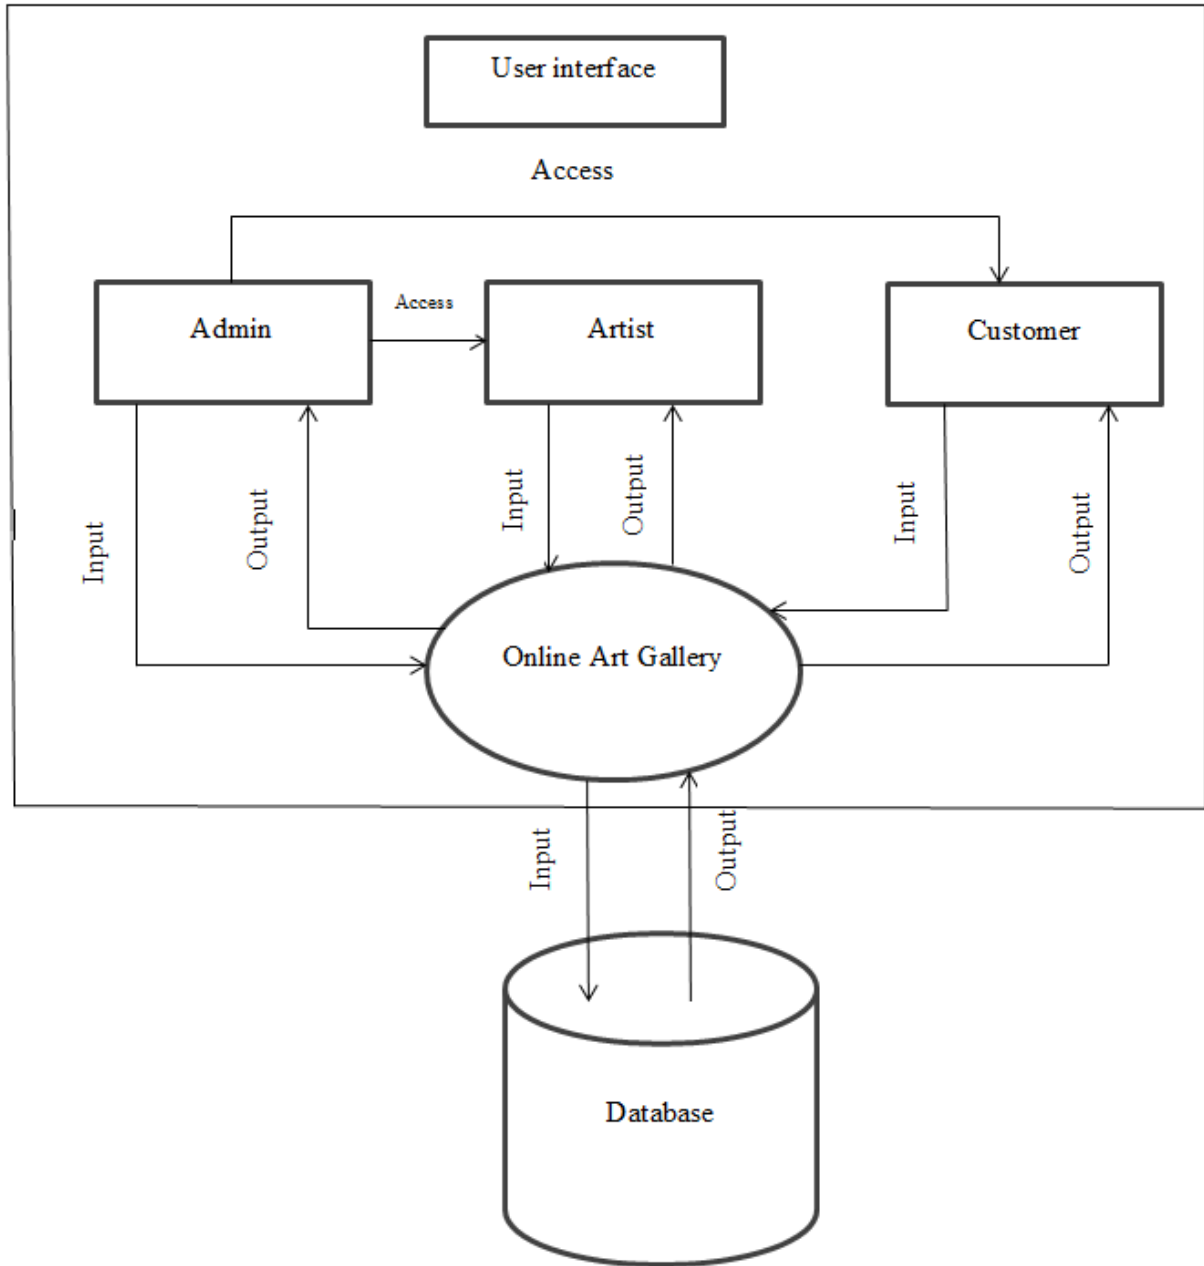 User interface
Access
Admin
Access
Artist
Customer
Input
Output
Input
Output
Input
Output
Online Art Gallery
Input
Output
Database